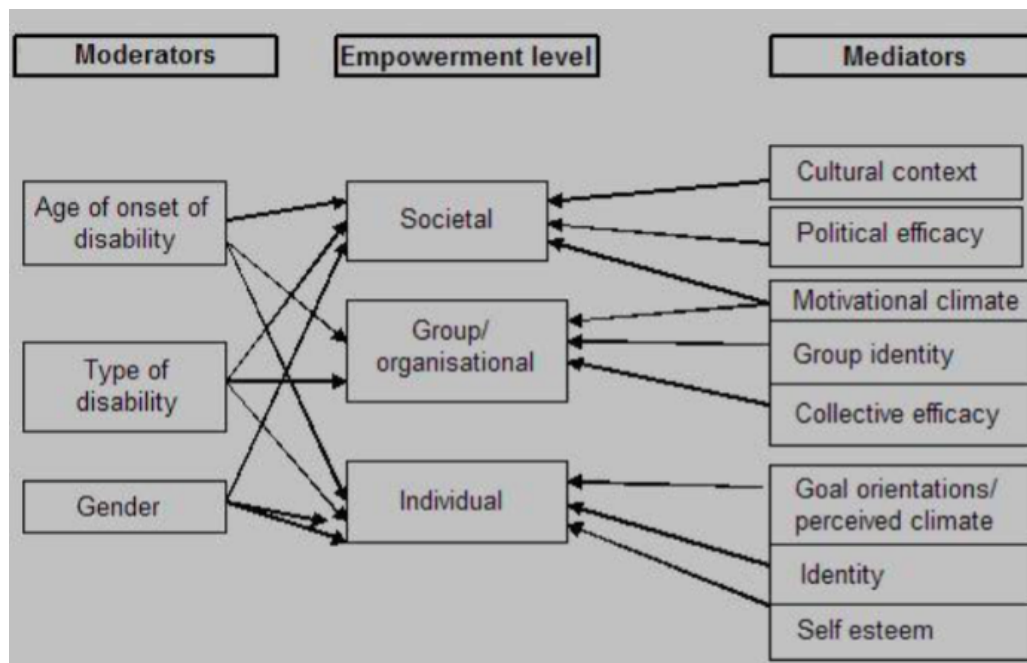 Moderators
Empowerment level
Mediators
Age of onset of
disability
Type of
disability
Gender
Societal
Group/
organisational
Individual
Cultural context
Political efficacy
Motivational climate
Group identity
Collective efficacy
Goal orientations/
perceived climate
Identity
Self esteem